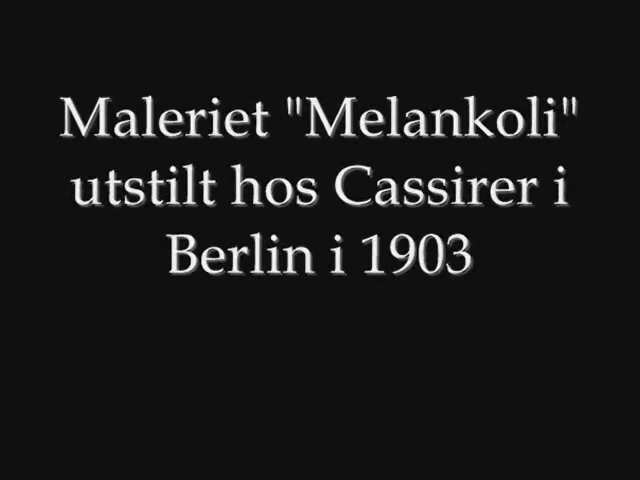 Maleriet "Melankoli"
utstilt hos Cassirer i
Berlin i 1903